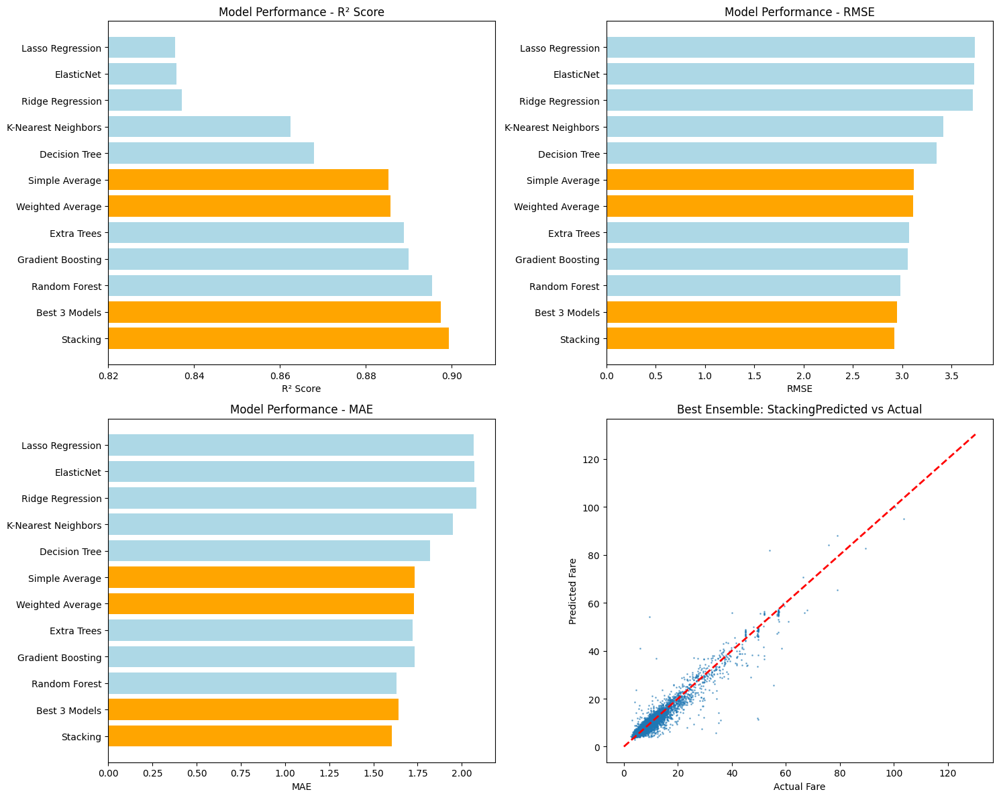 Model Performance - R² Score
Lasso Regression
ElasticNet
Ridge Regression
K-Nearest Neighbors
Decision Tree
Simple Average
Weighted Average
Extra Trees
Gradient Boosting
Random Forest
Best 3 Models
Stacking
0.82 0.84 0.86 0.88 0.90
R² Score
Model Performance - RMSE
Lasso Regression
ElasticNet
Ridge Regression
K-Nearest Neighbors
Decision Tree
Simple Average
Weighted Average
Extra Trees
Gradient Boosting
Random Forest
Best 3 Models
Stacking
0.0 0.5 1.0 1.5 2.0 2.5 3.0 3.5
RMSE
Model Performance - MAE
Lasso Regression
ElasticNet
Ridge Regression
K-Nearest Neighbors
Decision Tree
Simple Average
Weighted Average
Extra Trees
Gradient Boosting
Random Forest
Best 3 Models
Stacking
0.00 0.25 0.50 0.75 1.00 1.25 1.50 1.75 2.00
MAE
Best Ensemble: StackingPredicted vs Actual
Predicted Fare
120
100
80
60
40
20
0
0 20 40 60 80 100 120
Actual Fare